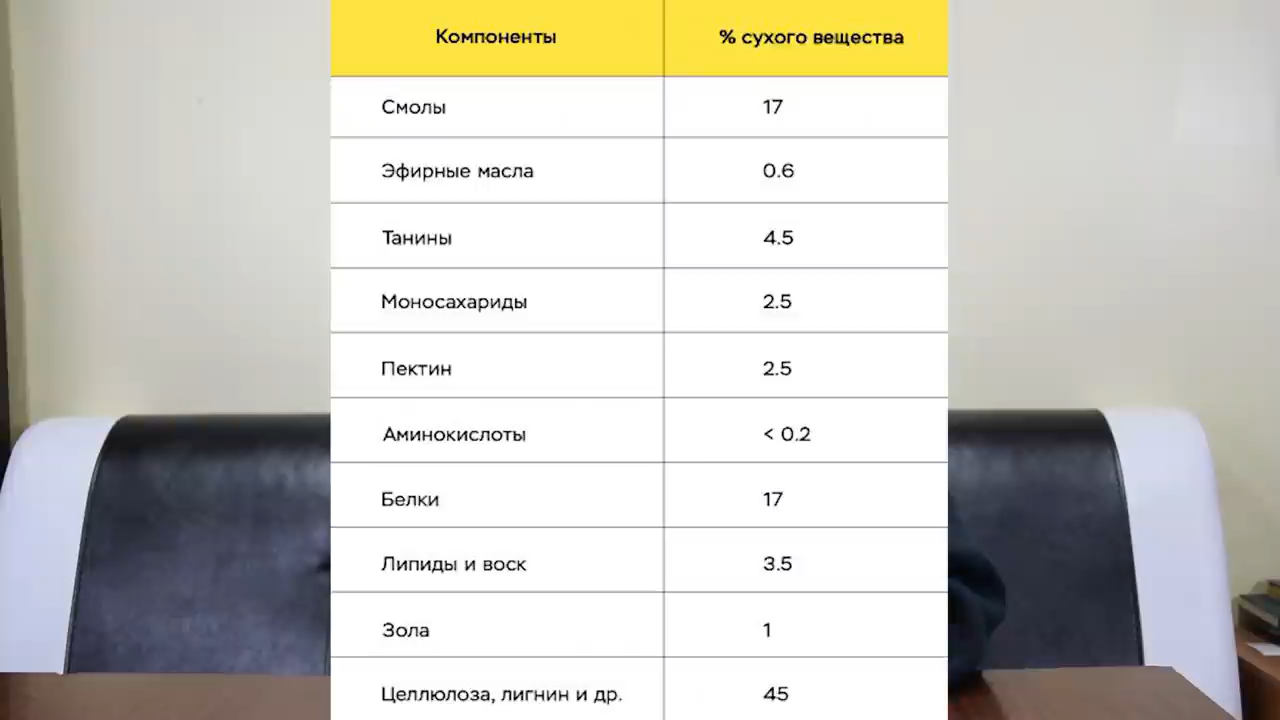 Компоненты % сухого вещества
Смолы 17
Эфирные масла 0.6
Танины 4.5
Моносахариды 2.5
Пектин 2.5
Аминокислоты < 0.2
Белки 17
Липиды и воск 3.5
Зола 1
Целлюлоза, лигнин и др. 45